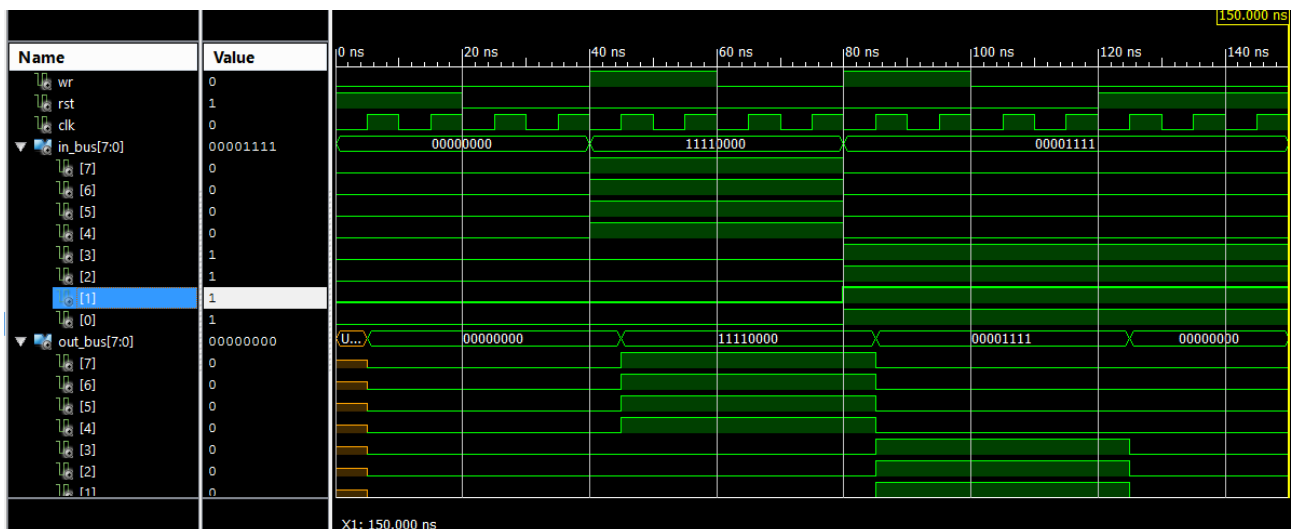 150.000 ns
Name Value 0 ns 20 ns 40 ns 60 ns 80 ns 100 ns 120 ns 140 ns
wr 0
rst 1
clk 0
in_bus[7:0] 00001111 00000000 11110000 00001111
[7] 0
[6] 0
[5] 0
[4] 0
[3] 1
[2] 1
[1] 1
[0] 1
out_bus[7:0] 00000000 U... 00000000 11110000 00001111 00000000
[7] 0
[6] 0
[5] 0
[4] 0
[3] 0
[2] 0
[1] 0
X1: 150.000 ns